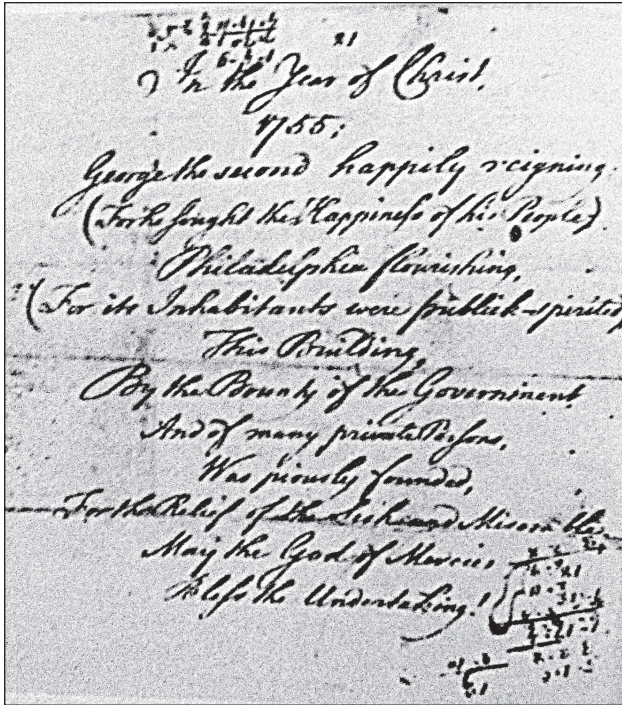 21
In the Year of Christ,
1755:
George the second happily reigning.
(For he sought the Happiness of his People)
Philadelphia flourishing,
(For its Inhabitants were publick-spirited
This Building,
By the Bounty of the Government
And of many private Persons,
Was piously founded,
For the Relief of the Sick and Miserable
May the God of Mercies
Bless the Undertaking!